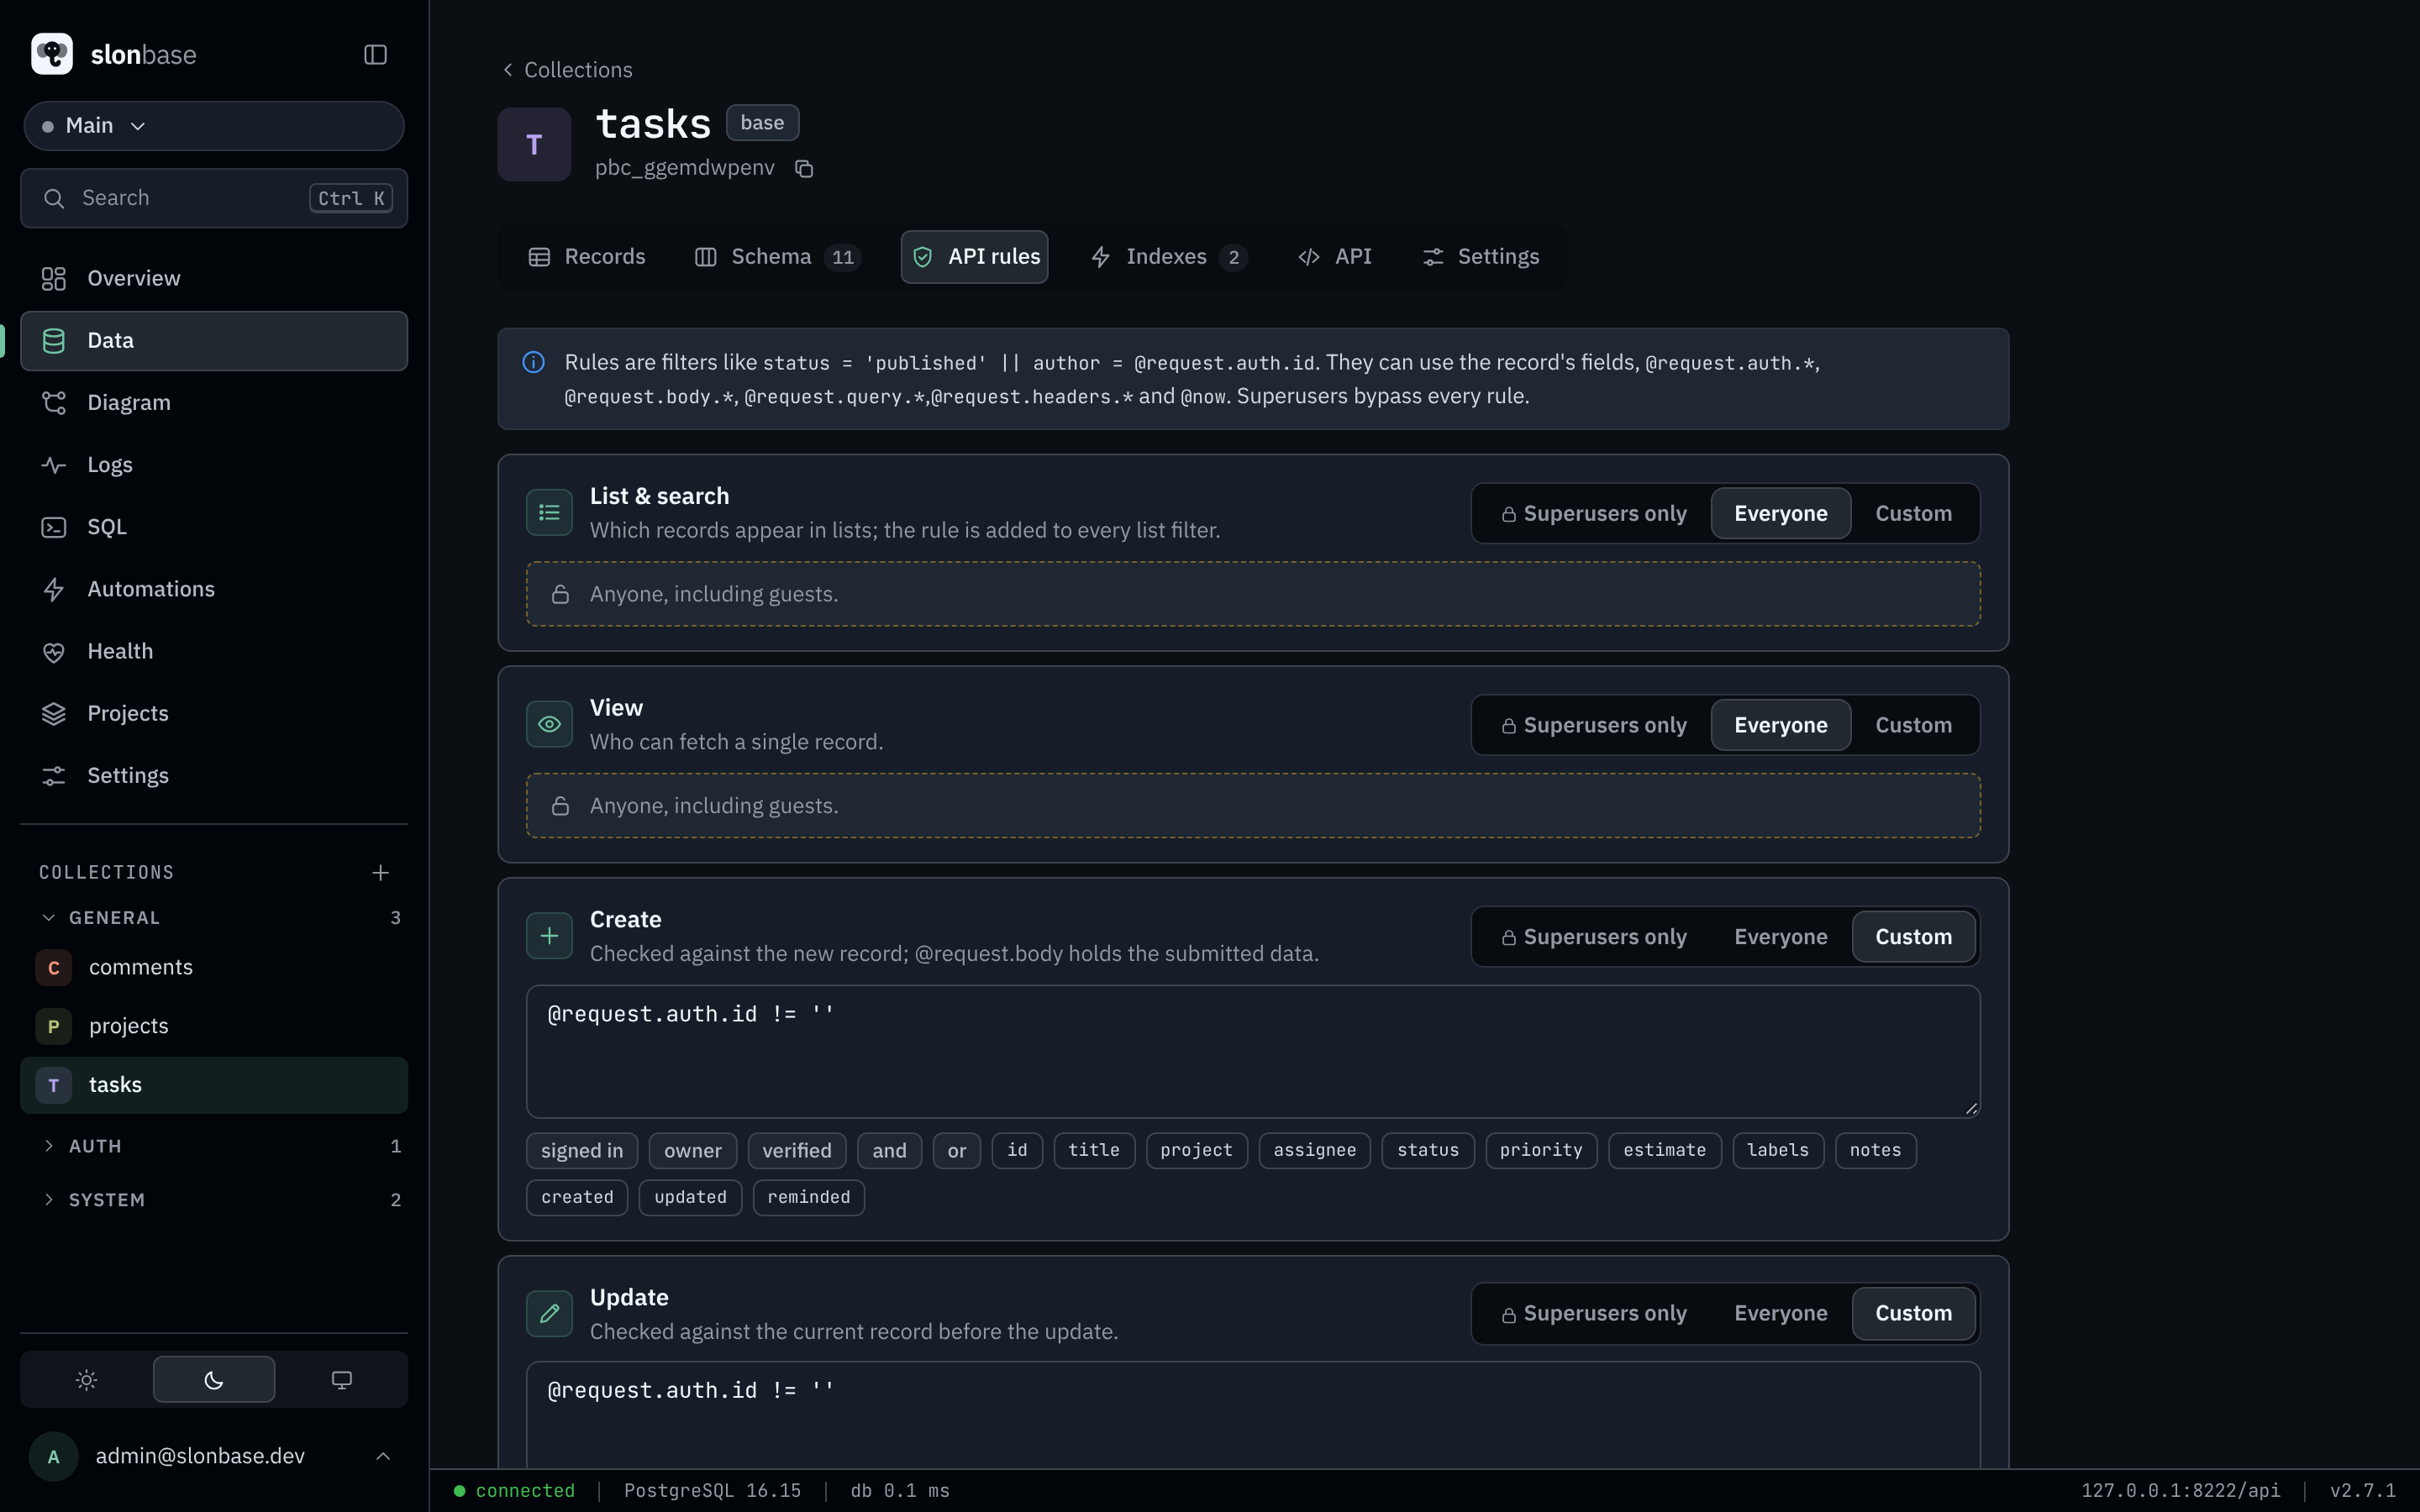 slonbase
Main
Search Ctrl K
Overview
Data
Diagram
Logs
SQL
Automations
Health
Projects
Settings
COLLECTIONS
GENERAL 3
C comments
P projects
T tasks
AUTH 1
SYSTEM 2
A admin@slonbase.dev
Collections
T tasks base
pbc_ggemdwpenv
Records Schema 11 API rules Indexes 2 API Settings
Rules are filters like status = 'published' || author = @request.auth.id. They can use the record's fields, @request.auth.*,
@request.body.*, @request.query.*,@request.headers.* and @now. Superusers bypass every rule.
List & search
Which records appear in lists; the rule is added to every list filter.
Superusers only Everyone Custom
Anyone, including guests.
View
Who can fetch a single record.
Superusers only Everyone Custom
Anyone, including guests.
Create
Checked against the new record; @request.body holds the submitted data.
Superusers only Everyone Custom
@request.auth.id != ''
signed in owner verified and or id title project assignee status priority estimate labels notes
created updated reminded
Update
Checked against the current record before the update.
Superusers only Everyone Custom
@request.auth.id != ''
connected | PostgreSQL 16.15 | db 0.1 ms
127.0.0.1:8222/api | v2.7.1